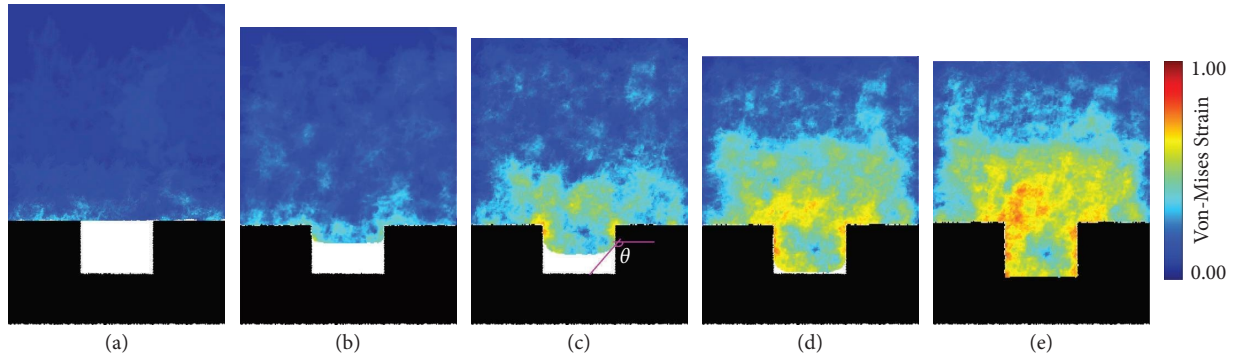 1.00
Von-Mises Strain
0.00
θ
(a)
(b)
(c)
(d)
(e)